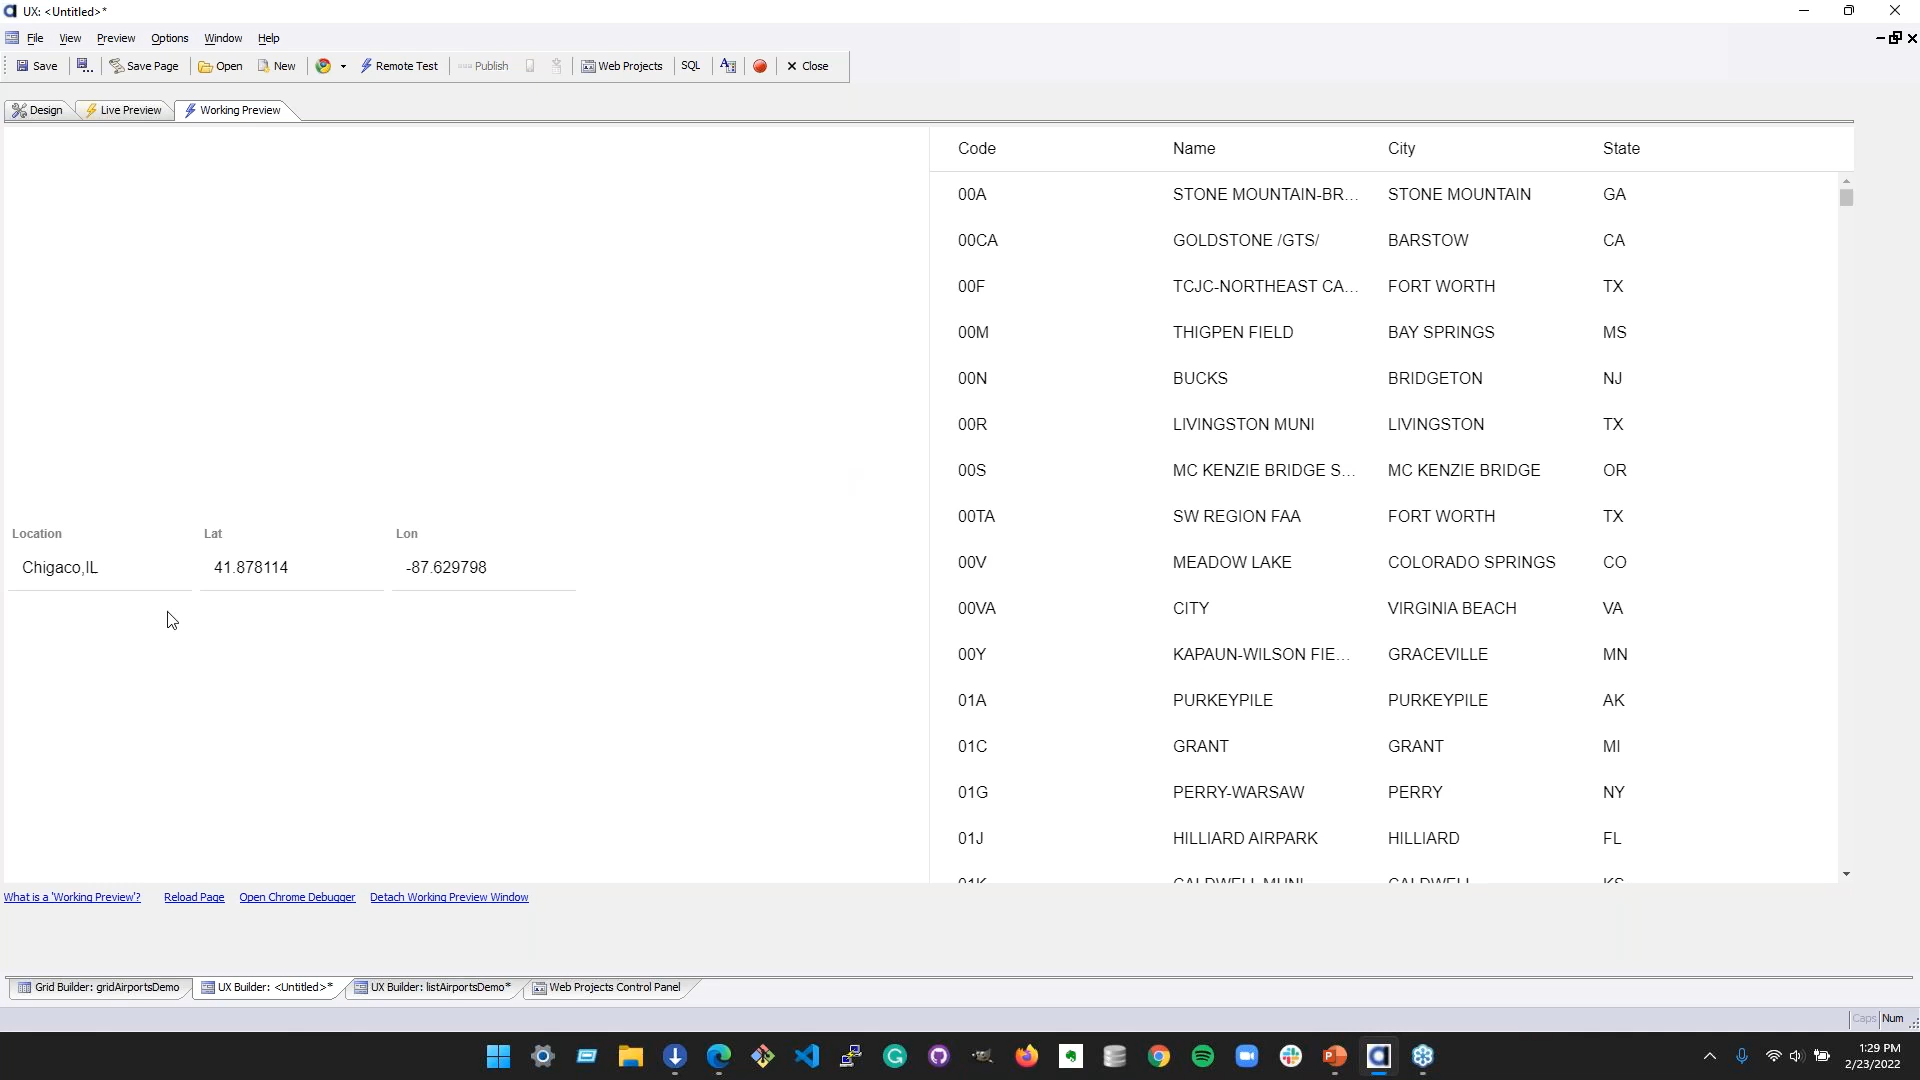 UX: <Untitled>*
File View Preview Options Window Help
Save Save Page Open New Remote Test Publish Web Projects SQL Close
Design Live Preview Working Preview
Code Name City State
00A STONE MOUNTAIN-BR... STONE MOUNTAIN GA
00CA GOLDSTONE /GTS/ BARSTOW CA
00F TCJC-NORTHEAST CA... FORT WORTH TX
00M THIGPEN FIELD BAY SPRINGS MS
00N BUCKS BRIDGETON NJ
00R LIVINGSTON MUNI LIVINGSTON TX
00S MC KENZIE BRIDGE S... MC KENZIE BRIDGE OR
00TA SW REGION FAA FORT WORTH TX
Location Lat Lon
Chigaco,IL 41.878114 -87.629798
00V MEADOW LAKE COLORADO SPRINGS CO
00VA CITY VIRGINIA BEACH VA
00Y KAPAUN-WILSON FIE... GRACEVILLE MN
01A PURKEYPILE PURKEYPILE AK
01C GRANT GRANT MI
01G PERRY-WARSAW PERRY NY
01J HILLIARD AIRPARK HILLIARD FL
01K CALDWELL MUNI CALDWELL KS
What is a 'Working Preview'? Reload Page Open Chrome Debugger Detach Working Preview Window
Grid Builder: gridAirportsDemo UX Builder: <Untitled>* UX Builder: listAirportsDemo* Web Projects Control Panel
Caps Num
1:29 PM
2/23/2022